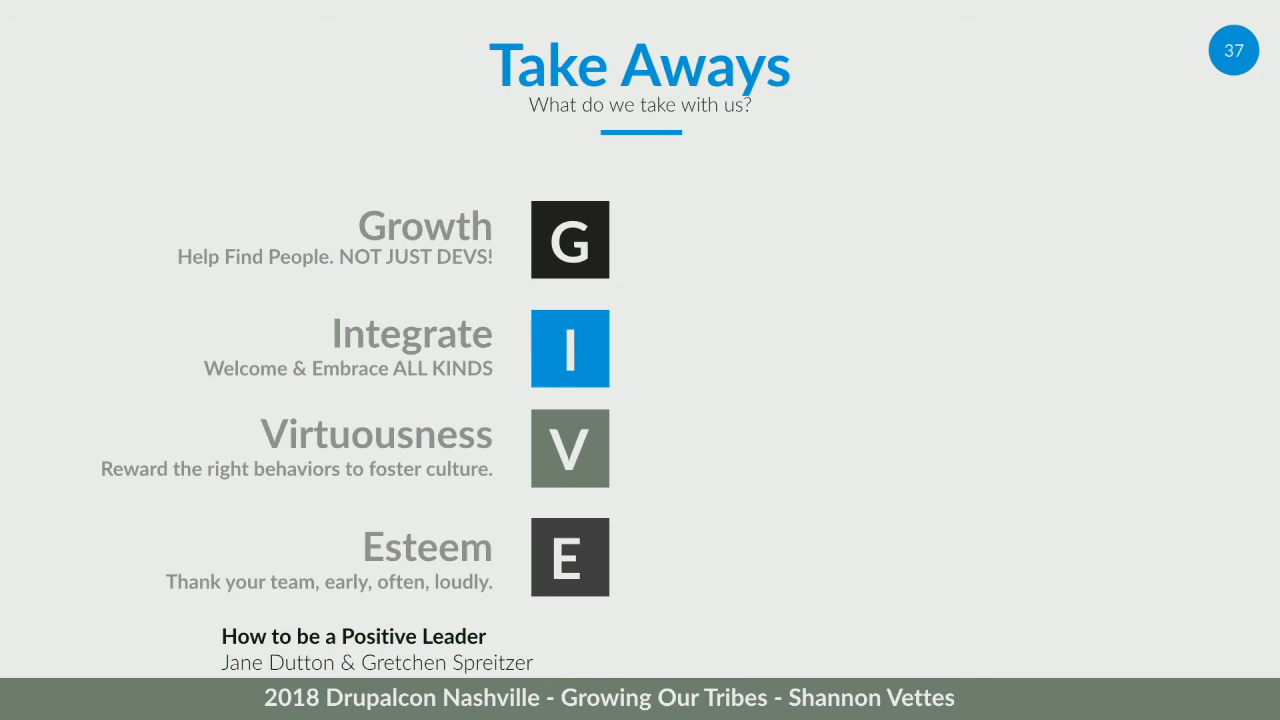 37
Take Aways
What do we take with us?
Growth
Help Find People. NOT JUST DEVS!
G
Integrate
Welcome & Embrace ALL KINDS
I
Virtuousness
Reward the right behaviors to foster culture.
V
Esteem
Thank your team, early, often, loudly.
E
How to be a Positive Leader
Jane Dutton & Gretchen Spreitzer
2018 Drupalcon Nashville - Growing Our Tribes - Shannon Vettes